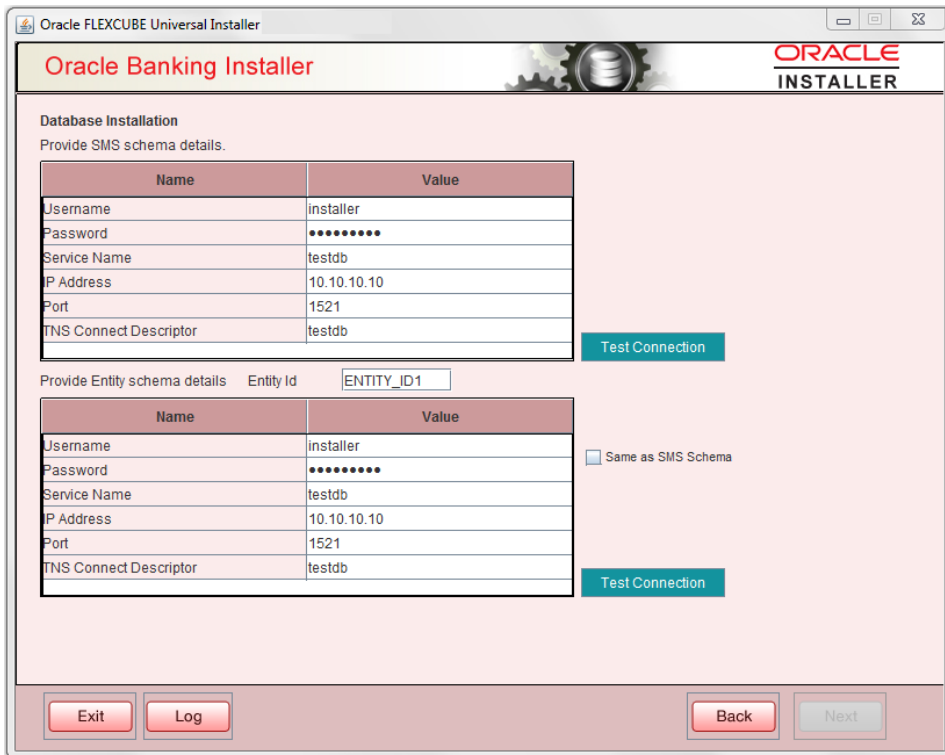 Oracle FLEXCUBE Universal Installer
Oracle Banking Installer
ORACLE
INSTALLER
Database Installation
Provide SMS schema details.
Name Value
Username installer
Password •••••••••
Service Name testdb
IP Address 10.10.10.10
Port 1521
TNS Connect Descriptor testdb
Test Connection
Provide Entity schema details Entity Id ENTITY_ID1
Name Value
Username installer
Password •••••••••
Same as SMS Schema
Service Name testdb
IP Address 10.10.10.10
Port 1521
TNS Connect Descriptor testdb
Test Connection
Exit Log Back Next